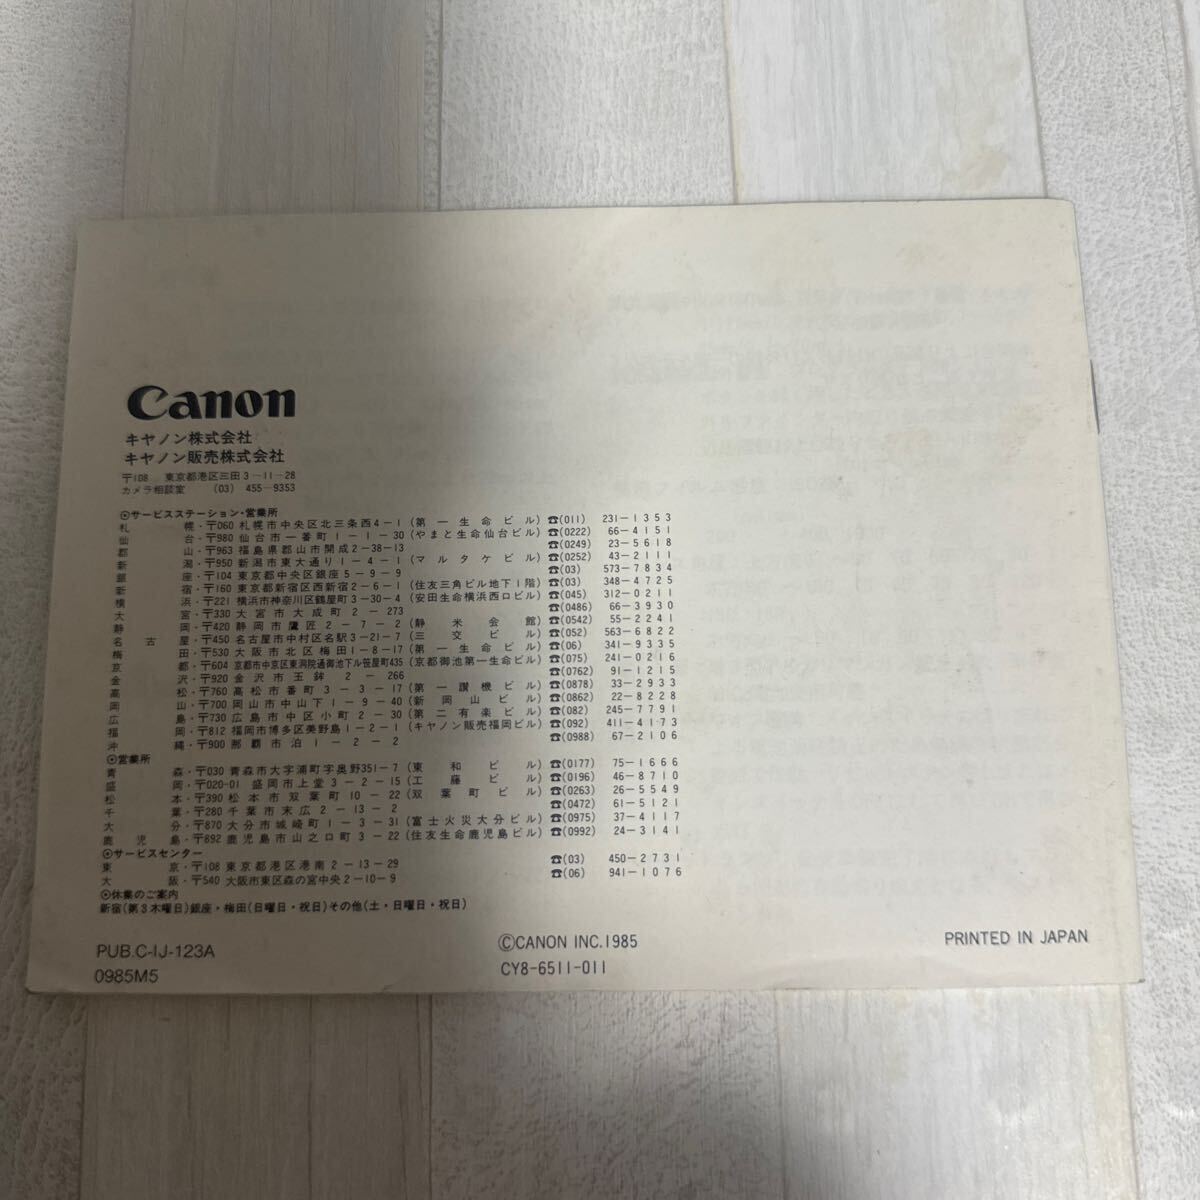 Canon
キヤノン株式会社
キヤノン販売株式会社
〒108 東京都港区三田3-11-28
カメラ相談室 (03) 455-9353
⊙サービスステーション・営業所
札幌・〒060 札幌市中央区北三条西4-1 (第一生命ビル) ☎(011) 231-1353
仙台・〒980 仙台市一番町1-1-30 (やまと生命仙台ビル) ☎(0222) 66-4151
郡山・〒963 福島県郡山市開成2-38-13 ☎(0249) 23-5618
新潟・〒950 新潟市東大通り1-4-1 (マルタケビル) ☎(0252) 43-2111
銀座・〒104 東京都中央区銀座5-9-9 ☎(03) 573-7834
新宿・〒160 東京都新宿区西新宿2-6-1 (住友三角ビル地下1階) ☎(03) 348-4725
横浜・〒221 横浜市神奈川区鶴屋町3-30-4 (安田生命横浜西口ビル) ☎(045) 312-0211
大宮・〒330 大宮市大成町2-273 ☎(0486) 66-3930
静岡・〒420 静岡市鷹匠2-7-2 (静米会館) ☎(0542) 55-2241
名古屋・〒450 名古屋市中村区名駅3-21-7 (三交ビル) ☎(052) 563-6822
梅田・〒530 大阪市北区梅田1-8-17 (第一生命ビル) ☎(06) 341-9335
京都・〒604 京都市中京区東洞院通御池下ル笹屋町435 (京都御池第一生命ビル) ☎(075) 241-0216
金沢・〒920 金沢市玉鉾2-266 ☎(0762) 91-1215
高松・〒760 高松市番町3-3-17 (第一讃機ビル) ☎(0878) 33-2933
岡山・〒700 岡山市中山下1-9-40 (新岡山ビル) ☎(0862) 22-8228
広島・〒730 広島市中区小町2-30 (第二有楽ビル) ☎(082) 245-7791
福岡・〒812 福岡市博多区美野島1-2-1 (キヤノン販売福岡ビル) ☎(092) 411-4173
沖縄・〒900 那覇市泊1-2-2 ☎(0988) 67-2106
⊙営業所
青森・〒030 青森市大字浦町字奥野351-7 (東和ビル) ☎(0177) 75-1666
盛岡・〒020-01 盛岡市上堂3-2-15 (工藤ビル) ☎(0196) 46-8710
松本・〒390 松本市双葉町10-22 (双葉町ビル) ☎(0263) 26-5549
千葉・〒280 千葉市末広2-13-2 ☎(0472) 61-5121
大分・〒870 大分市城崎町1-3-31 (富士火災大分ビル) ☎(0975) 37-4117
鹿児島・〒892 鹿児島市山之口町3-22 (住友生命鹿児島ビル) ☎(0992) 24-3141
⊙サービスセンター
東京・〒108 東京都港区港南2-13-29 ☎(03) 450-2731
大阪・〒540 大阪市東区森の宮中央2-10-9 ☎(06) 941-1076
⊙休業のご案内
新宿(第3木曜日)銀座・梅田(日曜日・祝日)その他(土・日曜日・祝日)
PUB.C-IJ-123A
0985M5
©CANON INC.1985
CY8-6511-011
PRINTED IN JAPAN